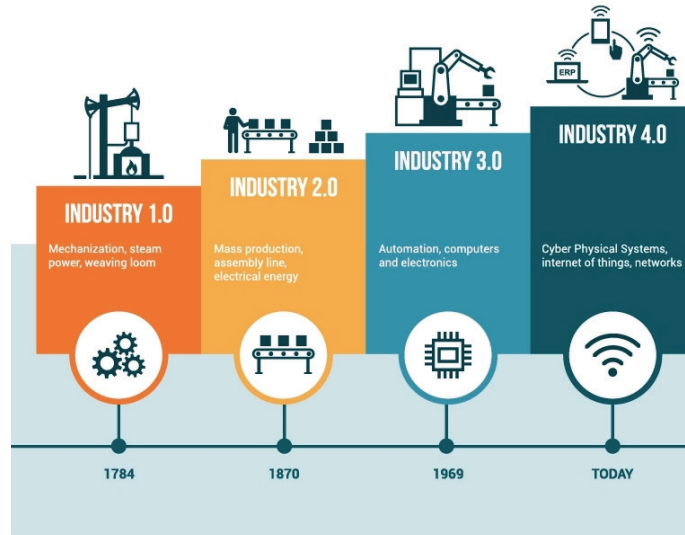 ERP
INDUSTRY 1.0
Mechanization, steam
power, weaving loom
INDUSTRY 2.0
Mass production,
assembly line,
electrical energy
INDUSTRY 3.0
Automation, computers
and electronics
INDUSTRY 4.0
Cyber Physical Systems,
internet of things, networks
1784
1870
1969
TODAY